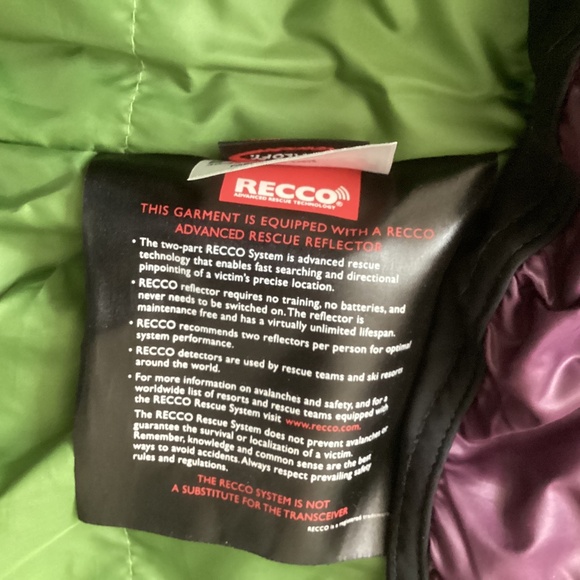 RECCO
ADVANCED RESCUE TECHNOLOGY
THIS GARMENT IS EQUIPPED WITH A RECCO
ADVANCED RESCUE REFLECTOR
• The two-part RECCO System is advanced rescue
technology that enables fast searching and directional
pinpointing of a victim's precise location.
• RECCO reflector requires no training, no batteries, and
never needs to be switched on. The reflector is
maintenance free and has a virtually unlimited lifespan.
• RECCO recommends two reflectors per person for optimal
system performance.
• RECCO detectors are used by rescue teams and ski resorts
around the world.
• For more information on avalanches and safety, and for a
worldwide list of resorts and rescue teams equipped with
the RECCO Rescue System visit www.recco.com.
The RECCO Rescue System does not prevent avalanches or
guarantee the survival or localization of a victim.
Remember, knowledge and common sense are the best
ways to avoid accidents. Always respect prevailing safety
rules and regulations.
THE RECCO SYSTEM IS NOT
A SUBSTITUTE FOR THE TRANSCEIVER
RECCO is a registered trademark